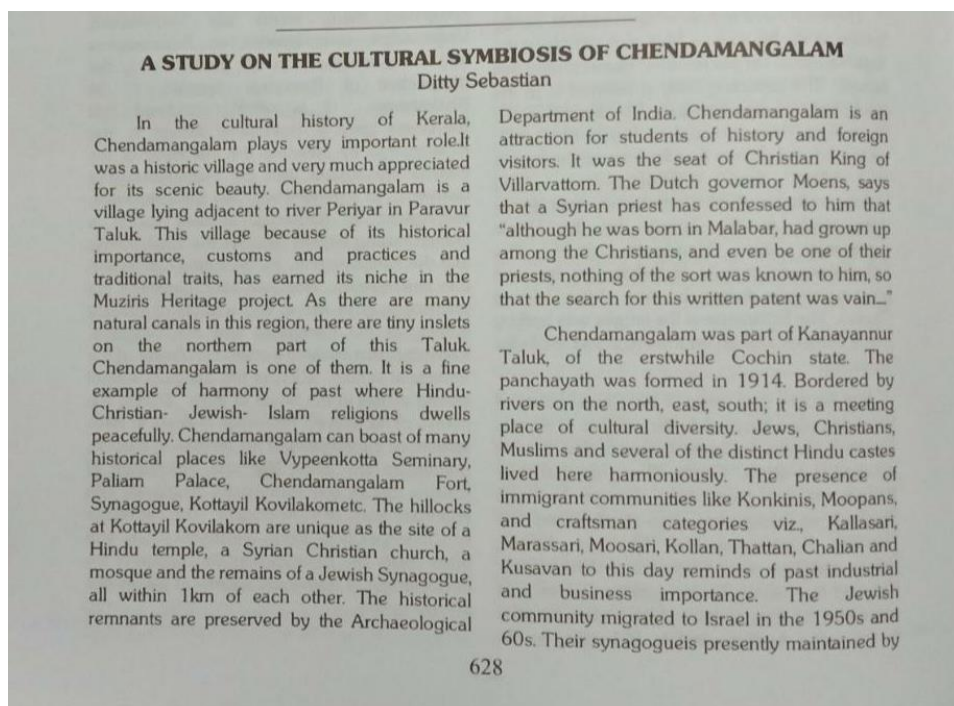 A STUDY ON THE CULTURAL SYMBIOSIS OF CHENDAMANGALAM
Ditty Sebastian
In the cultural history of Kerala,
Chendamangalam plays very important role.It
was a historic village and very much appreciated
for its scenic beauty. Chendamangalam is a
village lying adjacent to river Periyar in Paravur
Taluk. This village because of its historical
importance, customs and practices and
traditional traits, has earned its niche in the
Muziris Heritage project. As there are many
natural canals in this region, there are tiny inslets
on the northern part of this Taluk.
Chendamangalam is one of them. It is a fine
example of harmony of past where Hindu-
Christian- Jewish- Islam religions dwells
peacefully. Chendamangalam can boast of many
historical places like Vypeenkotta Seminary,
Paliam Palace, Chendamangalam Fort,
Synagogue, Kottayil Kovilakometc. The hillocks
at Kottayil Kovilakom are unique as the site of a
Hindu temple, a Syrian Christian church, a
mosque and the remains of a Jewish Synagogue,
all within 1km of each other. The historical
remnants are preserved by the Archaeological
Department of India. Chendamangalam is an
attraction for students of history and foreign
visitors. It was the seat of Christian King of
Villarvattom. The Dutch governor Moens, says
that a Syrian priest has confessed to him that
"although he was born in Malabar, had grown up
among the Christians, and even be one of their
priests, nothing of the sort was known to him, so
that the search for this written patent was vain..."
Chendamangalam was part of Kanayannur
Taluk, of the erstwhile Cochin state. The
panchayath was formed in 1914. Bordered by
rivers on the north, east, south; it is a meeting
place of cultural diversity. Jews, Christians,
Muslims and several of the distinct Hindu castes
lived here harmoniously. The presence of
immigrant communities like Konkinis, Moopans,
and craftsman categories viz., Kallasari,
Marassari, Moosari, Kollan, Thattan, Chalian and
Kusavan to this day reminds of past industrial
and business importance. The Jewish
community migrated to Israel in the 1950s and
60s. Their synagogueis presently maintained by
628